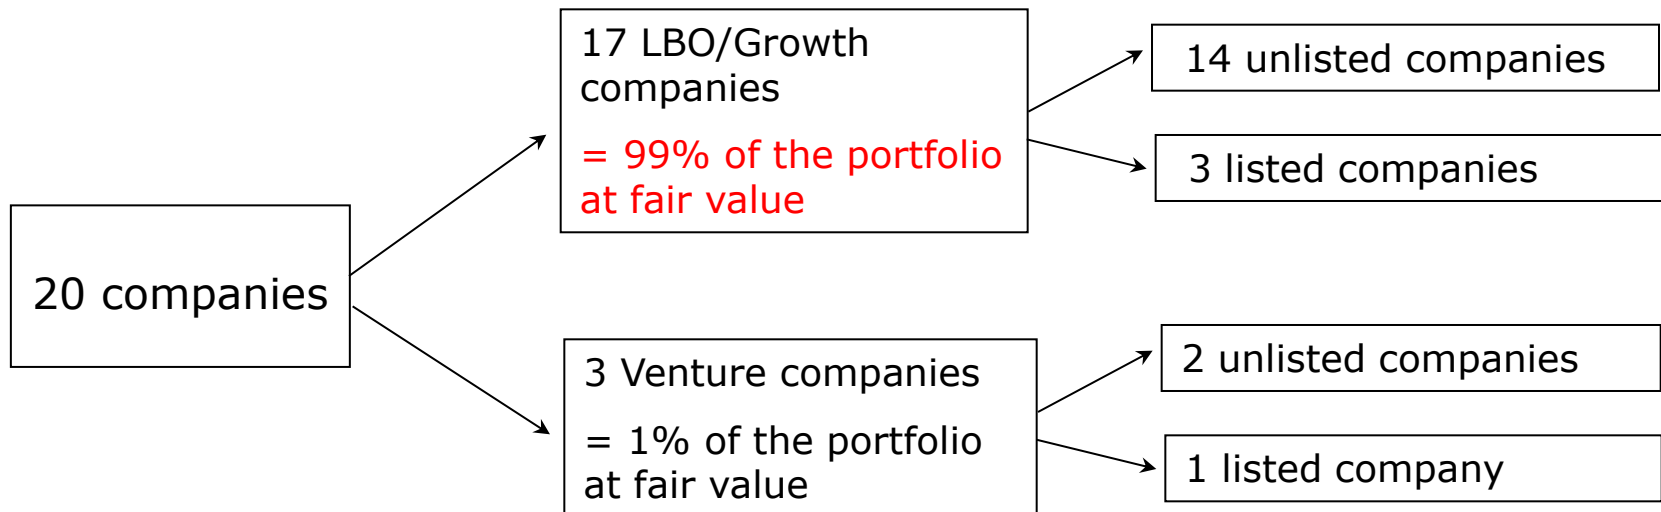 20 companies
17 LBO/Growth
companies
= 99% of the portfolio
at fair value
14 unlisted companies
3 listed companies
3 Venture companies
= 1% of the portfolio
at fair value
2 unlisted companies
1 listed company